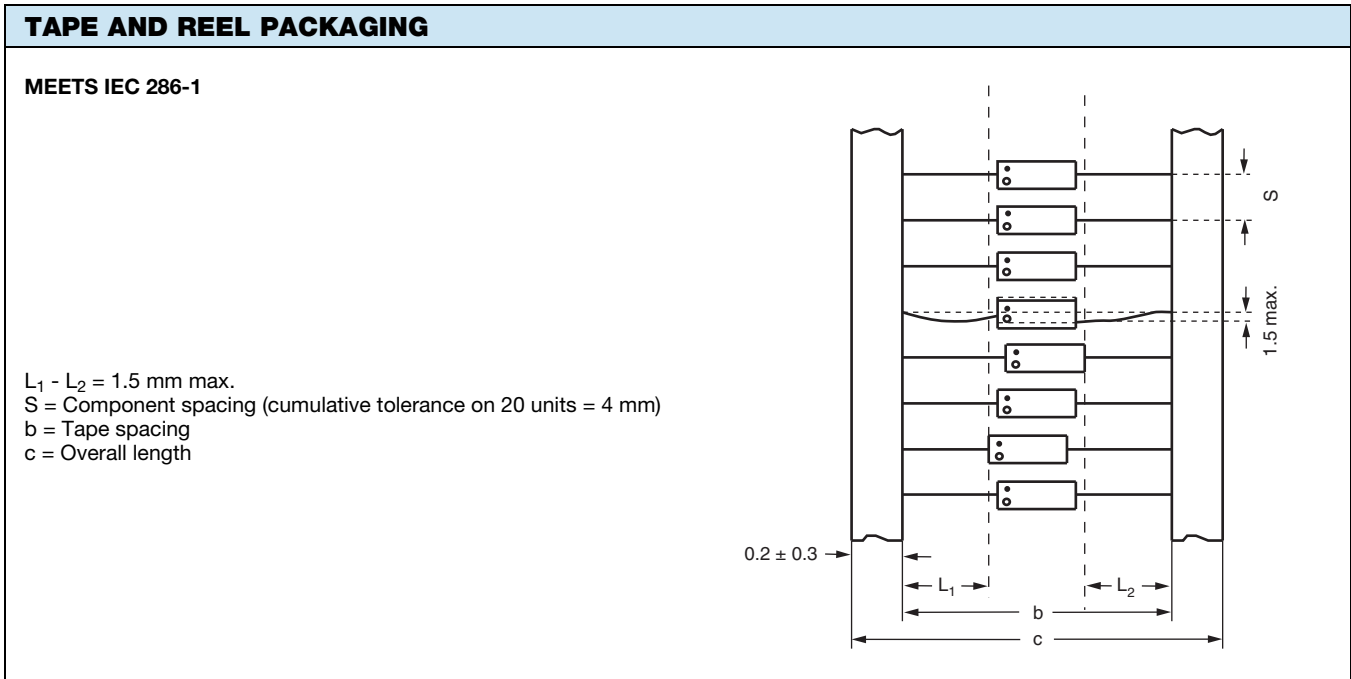 TAPE AND REEL PACKAGING
MEETS IEC 286-1
L₁ - L₂ = 1.5 mm max.
S = Component spacing (cumulative tolerance on 20 units = 4 mm)
b = Tape spacing
c = Overall length
S
1.5 max.
0.2 ± 0.3
L₁
L₂
b
c